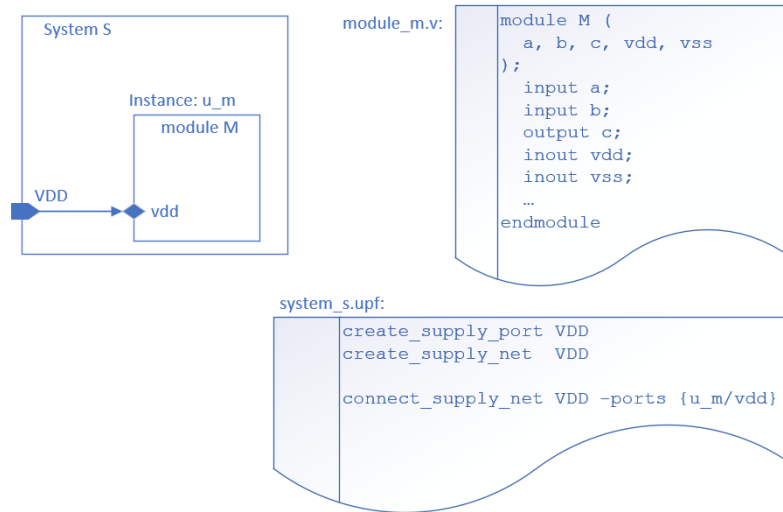 System S
Instance: u_m
module M
VDD
vdd
module_m.v:
module M (
a, b, c, vdd, vss
);
input a;
input b;
output c;
inout vdd;
inout vss;
…
endmodule
system_s.upf:
create_supply_port VDD
create_supply_net  VDD
connect_supply_net VDD –ports {u_m/vdd}